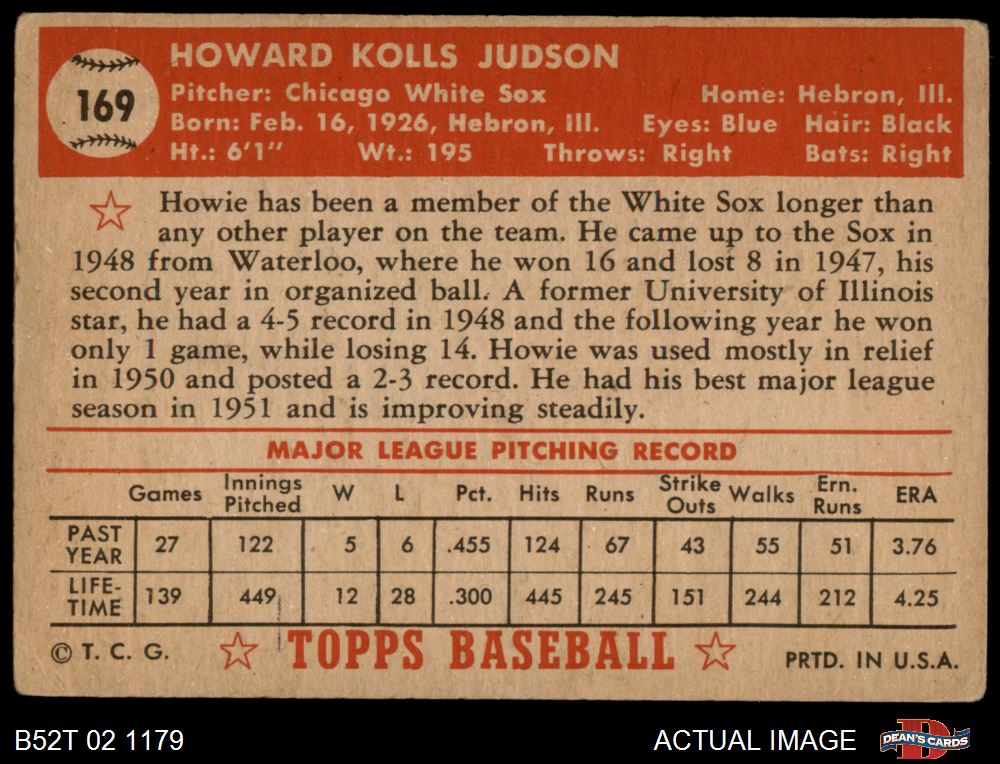 HOWARD KOLLS JUDSON
169
Pitcher: Chicago White Sox Home: Hebron, Ill.
Born: Feb. 16, 1926, Hebron, Ill. Eyes: Blue Hair: Black
Ht.: 6'1" Wt.: 195 Throws: Right Bats: Right
Howie has been a member of the White Sox longer than
any other player on the team. He came up to the Sox in
1948 from Waterloo, where he won 16 and lost 8 in 1947, his
second year in organized ball. A former University of Illinois
star, he had a 4-5 record in 1948 and the following year he won
only 1 game, while losing 14. Howie was used mostly in relief
in 1950 and posted a 2-3 record. He had his best major league
season in 1951 and is improving steadily.
MAJOR LEAGUE PITCHING RECORD
Games Innings Pitched W L Pct. Hits Runs Strike Outs Walks Ern. Runs ERA
PAST YEAR 27 122 5 6 .455 124 67 43 55 51 3.76
LIFE-TIME 139 449 12 28 .300 445 245 151 244 212 4.25
© T. C. G. TOPPS BASEBALL PRTD. IN U.S.A.
B52T 02 1179 ACTUAL IMAGE DEAN'S CARDS